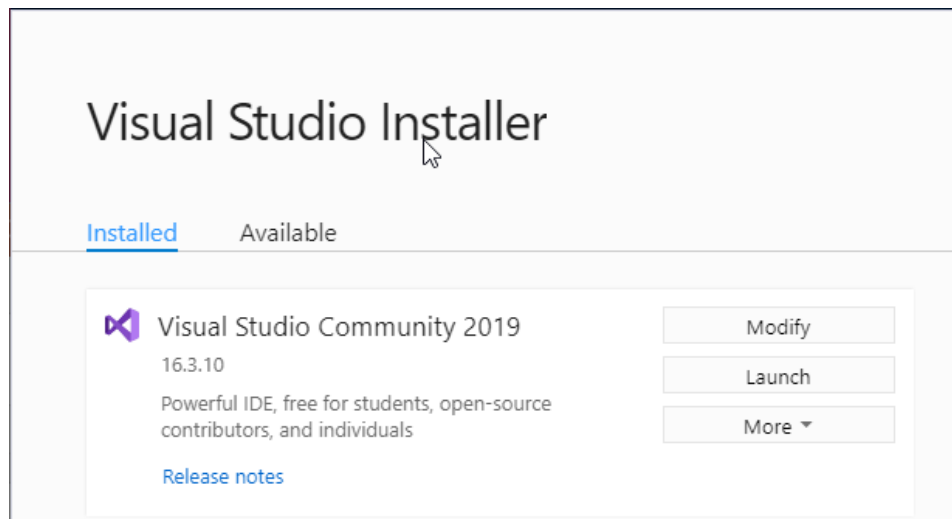 Visual Studio Installer
Installed Available
Visual Studio Community 2019 Modify
16.3.10
Launch
Powerful IDE, free for students, open-source
contributors, and individuals More
Release notes